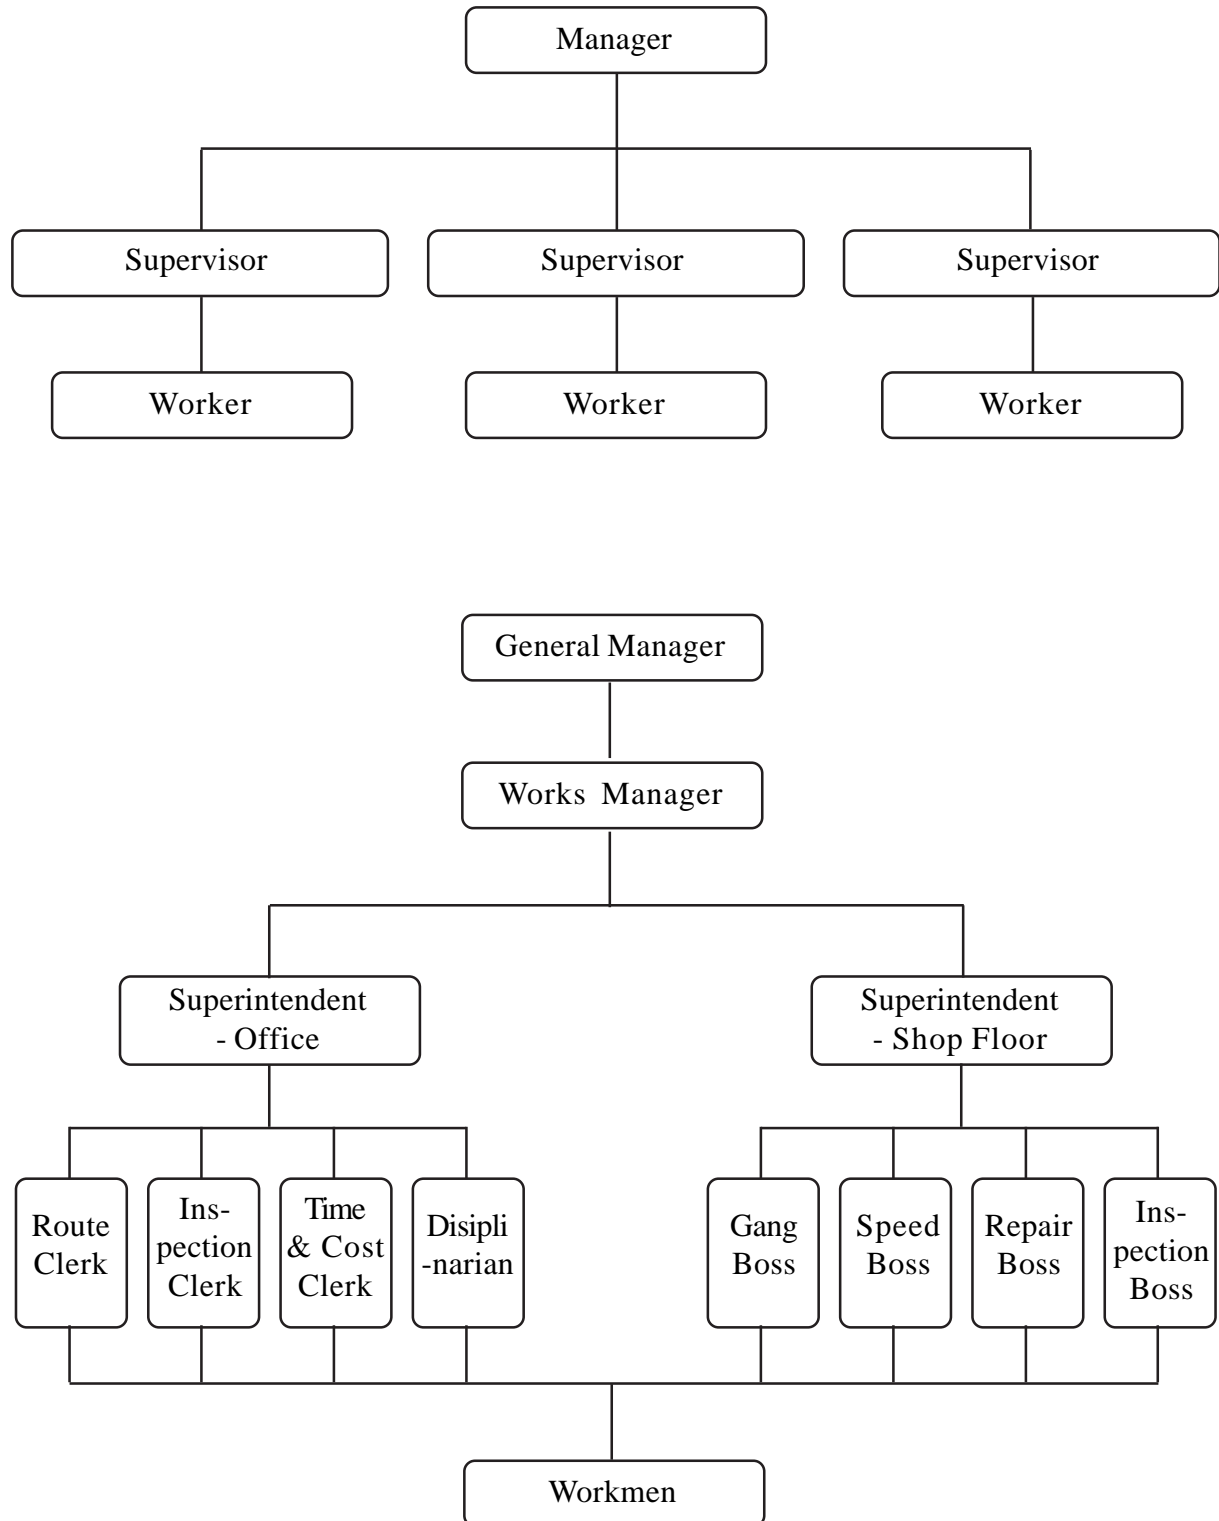 Manager
Supervisor
Supervisor
Supervisor
Worker
Worker
Worker
General Manager
Works Manager
Superintendent
- Office
Superintendent
- Shop Floor
Route
Clerk
Ins-
pection
Clerk
Time
& Cost
Clerk
Disipli
-narian
Gang
Boss
Speed
Boss
Repair
Boss
Ins-
pection
Boss
Workmen